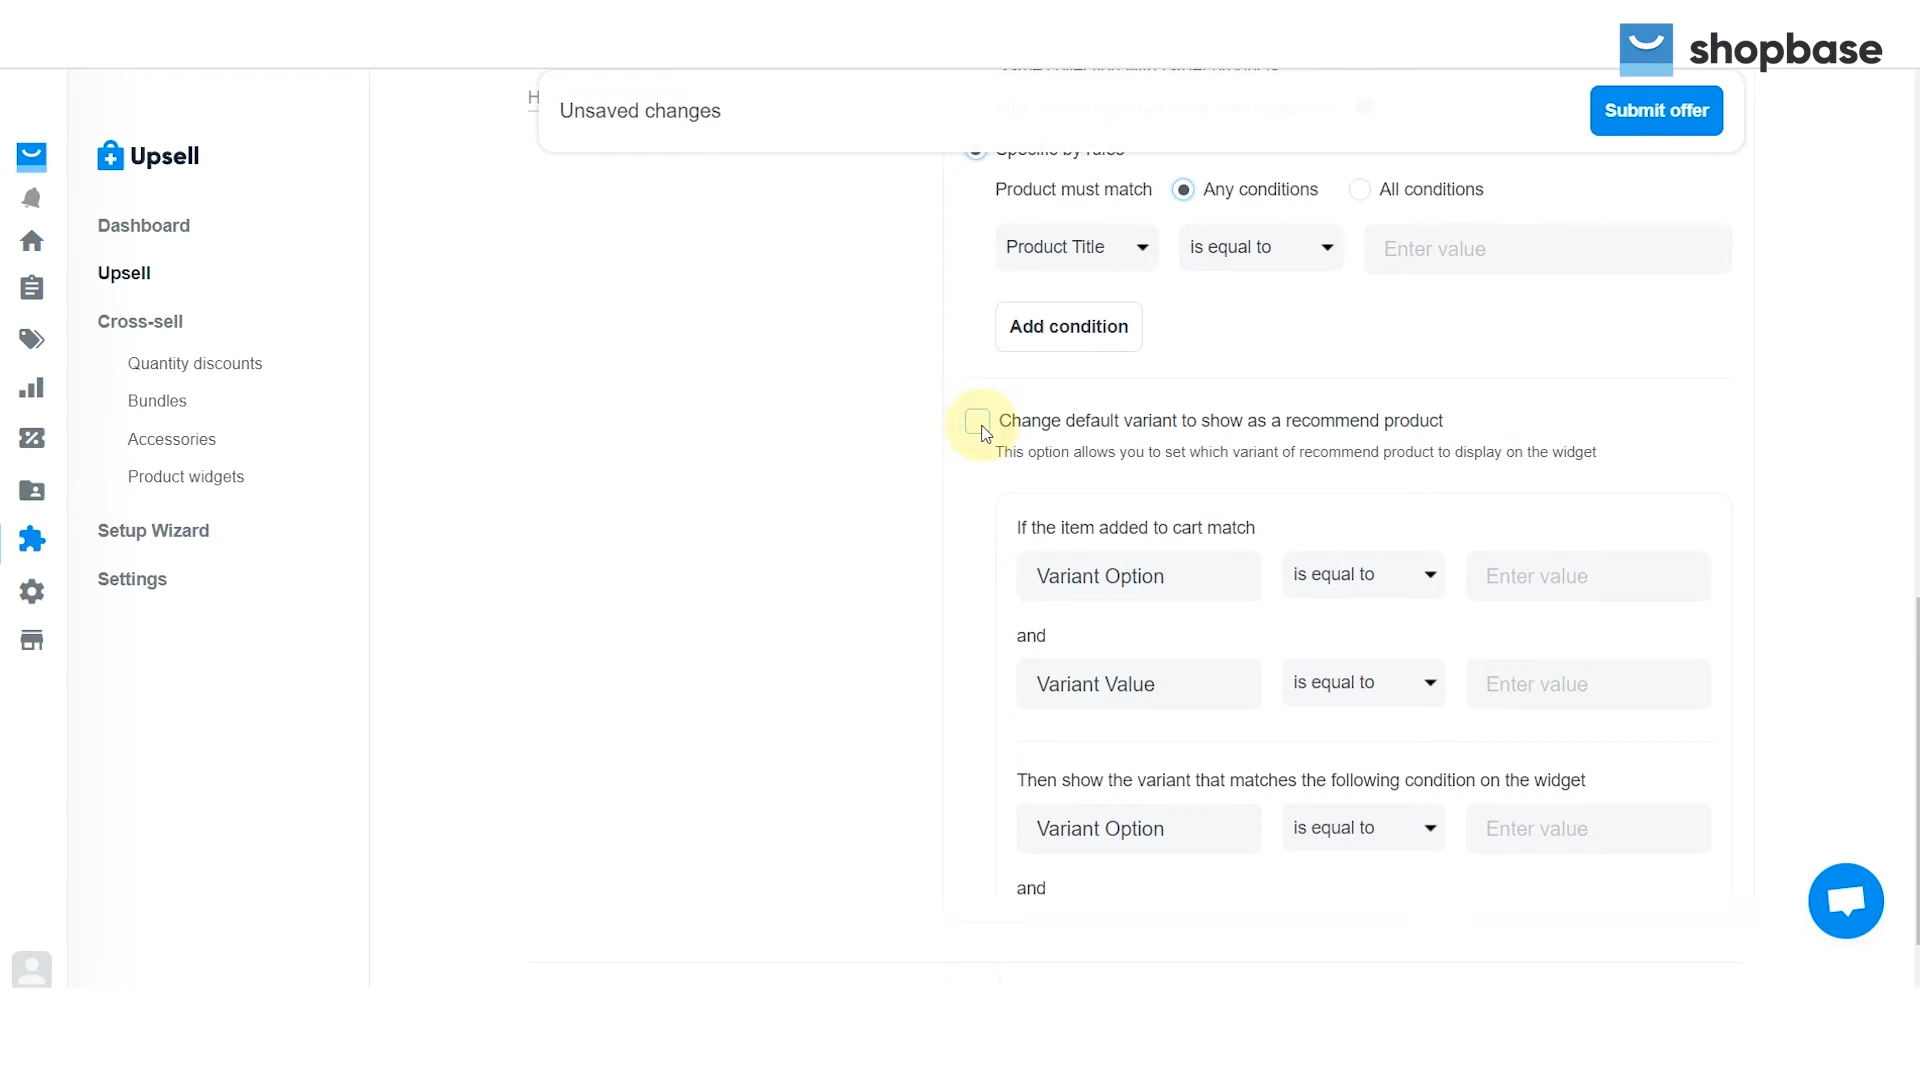 shopbase
Unsaved changes
Submit offer
Upsell
Specific by rules
Dashboard
Product must match Any conditions All conditions
Product Title is equal to Enter value
Upsell
Cross-sell
Add condition
Quantity discounts
Bundles
Accessories
Product widgets
Setup Wizard
Settings
Change default variant to show as a recommend product
This option allows you to set which variant of recommend product to display on the widget
If the item added to cart match
Variant Option is equal to Enter value
and
Variant Value is equal to Enter value
Then show the variant that matches the following condition on the widget
Variant Option is equal to Enter value
and